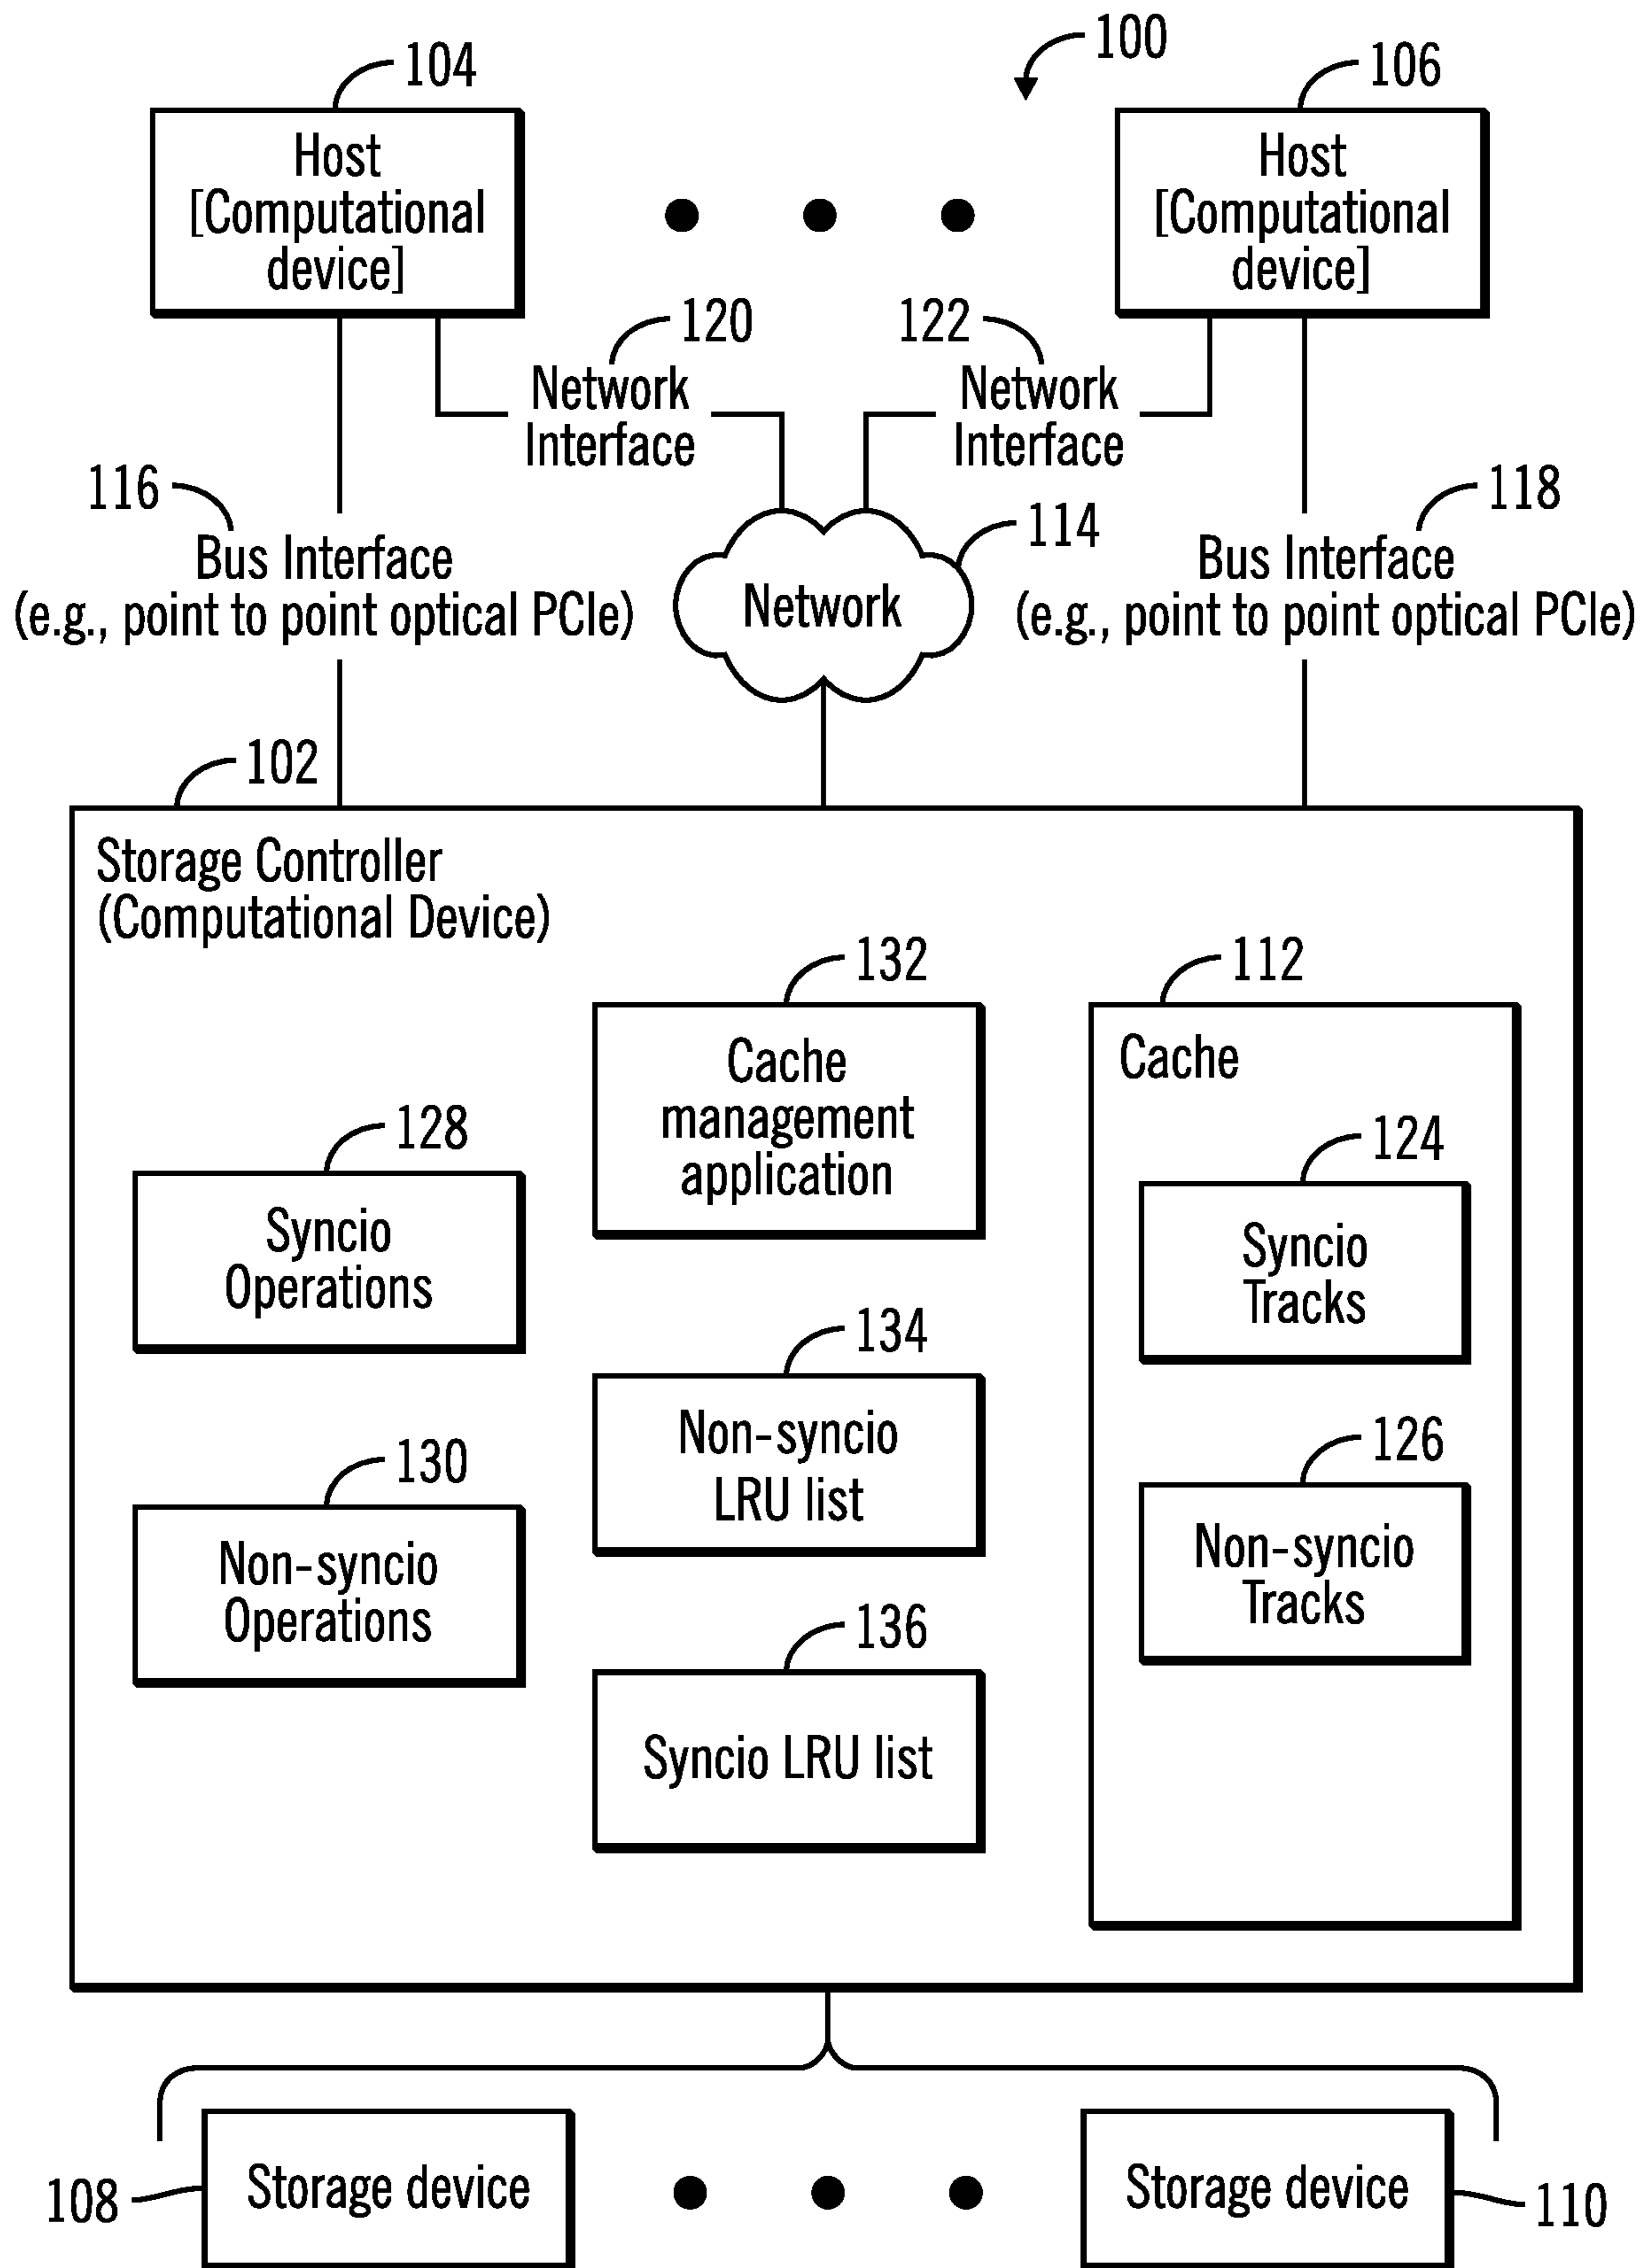 100
104
106
Host
[Computational
device]
Host
[Computational
device]
120
122
Network
Interface
Network
Interface
116
118
114
Bus Interface
(e.g., point to point optical PCIe)
Network
Bus Interface
(e.g., point to point optical PCIe)
102
Storage Controller
(Computational Device)
132
112
Cache
management
application
Cache
128
124
Syncio
Operations
Syncio
Tracks
134
Non-syncio
LRU list
130
126
Non-syncio
Operations
Non-syncio
Tracks
136
Syncio LRU list
108
Storage device
Storage device
110